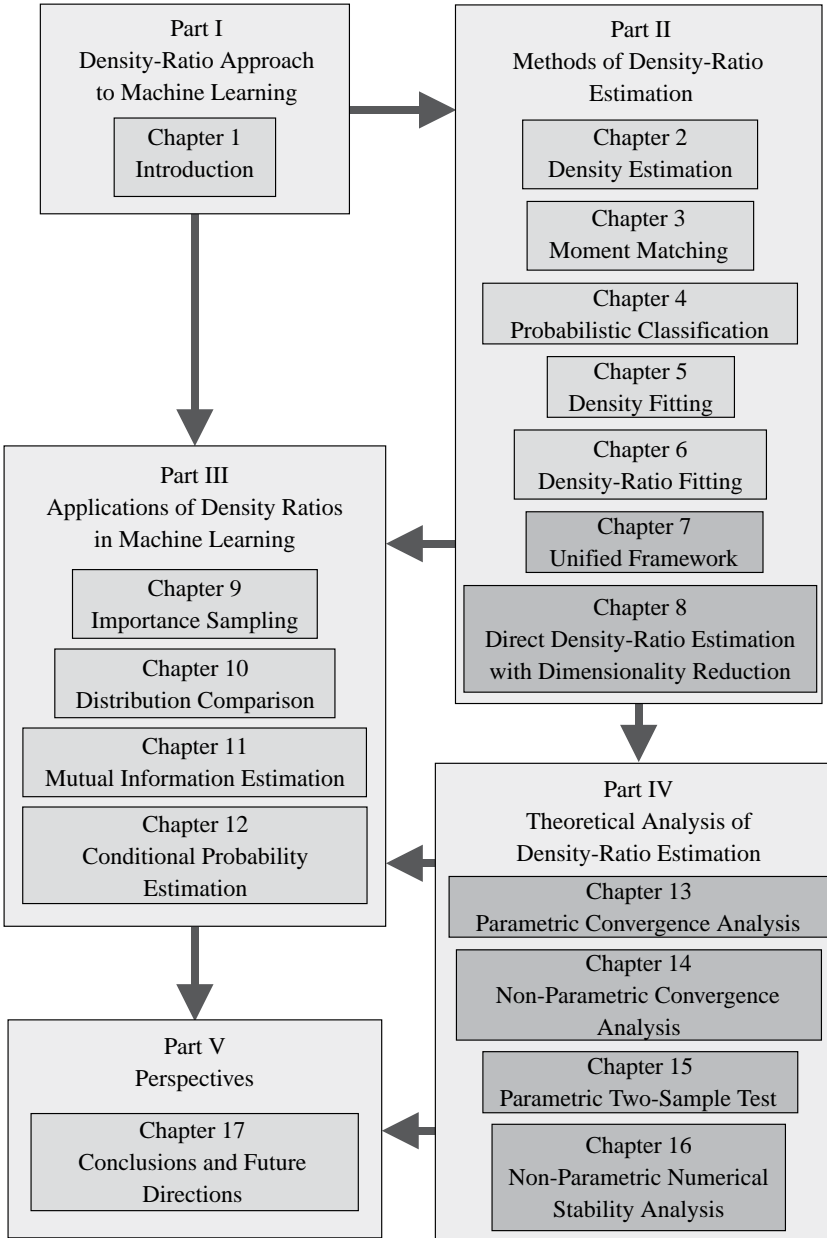 Part I
Density-Ratio Approach
to Machine Learning
Chapter 1
Introduction
Part II
Methods of Density-Ratio
Estimation
Chapter 2
Density Estimation
Chapter 3
Moment Matching
Chapter 4
Probabilistic Classification
Chapter 5
Density Fitting
Chapter 6
Density-Ratio Fitting
Chapter 7
Unified Framework
Chapter 8
Direct Density-Ratio Estimation
with Dimensionality Reduction
Part III
Applications of Density Ratios
in Machine Learning
Chapter 9
Importance Sampling
Chapter 10
Distribution Comparison
Chapter 11
Mutual Information Estimation
Chapter 12
Conditional Probability
Estimation
Part IV
Theoretical Analysis of
Density-Ratio Estimation
Chapter 13
Parametric Convergence Analysis
Chapter 14
Non-Parametric Convergence
Analysis
Chapter 15
Parametric Two-Sample Test
Chapter 16
Non-Parametric Numerical
Stability Analysis
Part V
Perspectives
Chapter 17
Conclusions and Future
Directions